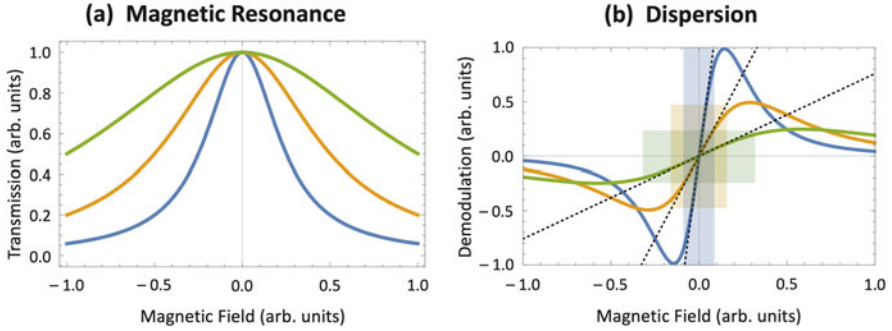 (a) Magnetic Resonance
Transmission (arb. units)
1.0
0.8
0.6
0.4
0.2
0.0
−1.0 −0.5 0.0 0.5 1.0
Magnetic Field (arb. units)
(b) Dispersion
Demodulation (arb. units)
1.0
0.5
0.0
−0.5
−1.0
−1.0 −0.5 0.0 0.5 1.0
Magnetic Field (arb. units)